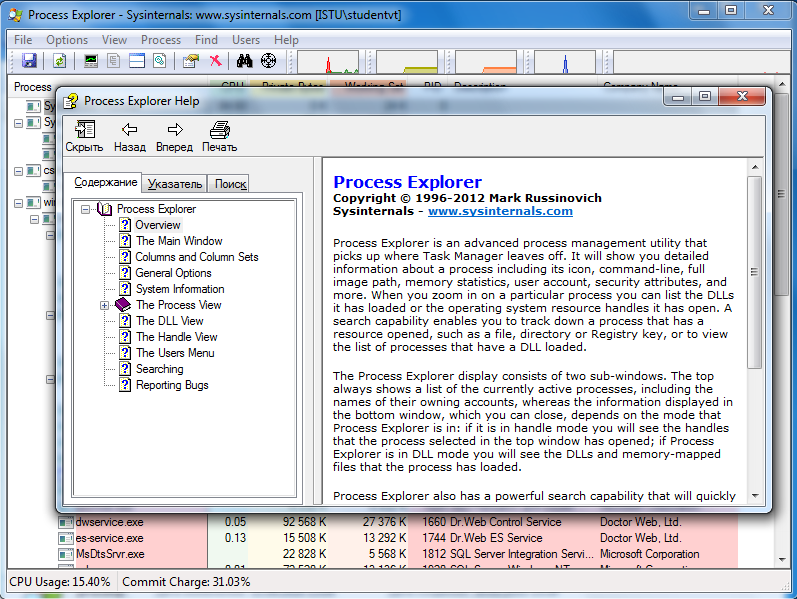 Process Explorer - Sysinternals: www.sysinternals.com [ISTU\studentvt]
File Options View Process Find Users Help
Process CPU Private Bytes Working Set PID Description Company Name
Process Explorer Help
Скрыть Назад Вперед Печать
Содержание Указатель Поиск
Process Explorer
Overview
The Main Window
Columns and Column Sets
General Options
System Information
The Process View
The DLL View
The Handle View
The Users Menu
Searching
Reporting Bugs
Process Explorer
Copyright © 1996-2012 Mark Russinovich
Sysinternals - www.sysinternals.com
Process Explorer is an advanced process management utility that
picks up where Task Manager leaves off. It will show you detailed
information about a process including its icon, command-line, full
image path, memory statistics, user account, security attributes, and
more. When you zoom in on a particular process you can list the DLLs
it has loaded or the operating system resource handles it has open. A
search capability enables you to track down a process that has a
resource opened, such as a file, directory or Registry key, or to view
the list of processes that have a DLL loaded.
The Process Explorer display consists of two sub-windows. The top
always shows a list of the currently active processes, including the
names of their owning accounts, whereas the information displayed in
the bottom window, which you can close, depends on the mode that
Process Explorer is in: if it is in handle mode you will see the handles
that the process selected in the top window has opened; if Process
Explorer is in DLL mode you will see the DLLs and memory-mapped
files that the process has loaded.
Process Explorer also has a powerful search capability that will quickly
dwservice.exe 0.05 92 568 K 27 376 K 1660 Dr.Web Control Service Doctor Web, Ltd.
es-service.exe 0.13 15 508 K 13 292 K 1744 Dr.Web ES Service Doctor Web, Ltd.
MsDtsSrvr.exe 22 828 K 5 568 K 1812 SQL Server Integration Servi... Microsoft Corporation
CPU Usage: 15.40% Commit Charge: 31.03%